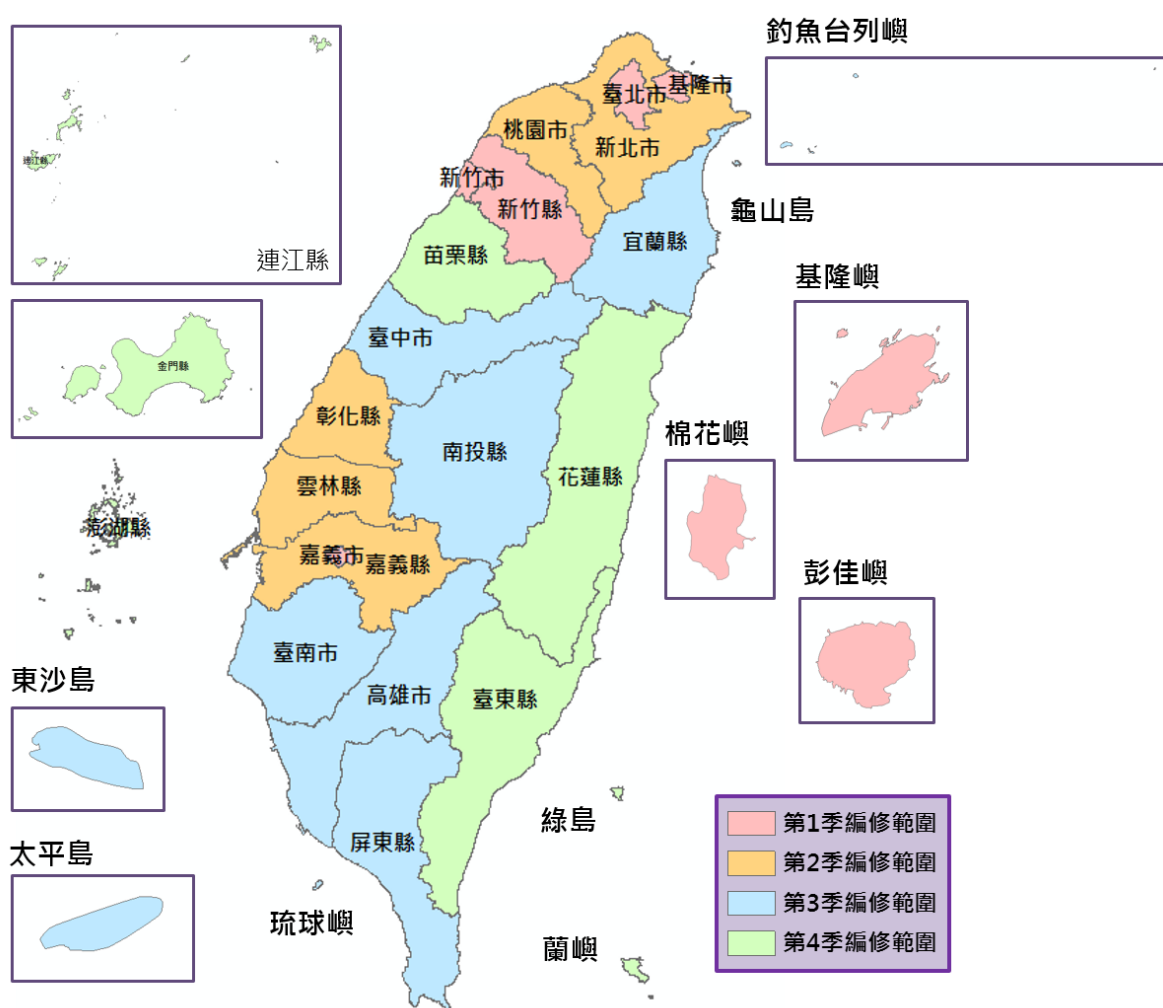 釣魚台列嶼
臺北市
基隆市
桃園市
新北市
連江縣
新竹市
新竹縣
龜山島
宜蘭縣
苗栗縣
連江縣
基隆嶼
臺中市
金門縣
彰化縣
棉花嶼
南投縣
花蓮縣
雲林縣
澎湖縣
嘉義市
嘉義縣
彭佳嶼
臺南市
東沙島
高雄市
臺東縣
綠島
第1季編修範圍
屏東縣
太平島
第2季編修範圍
第3季編修範圍
琉球嶼
蘭嶼
第4季編修範圍